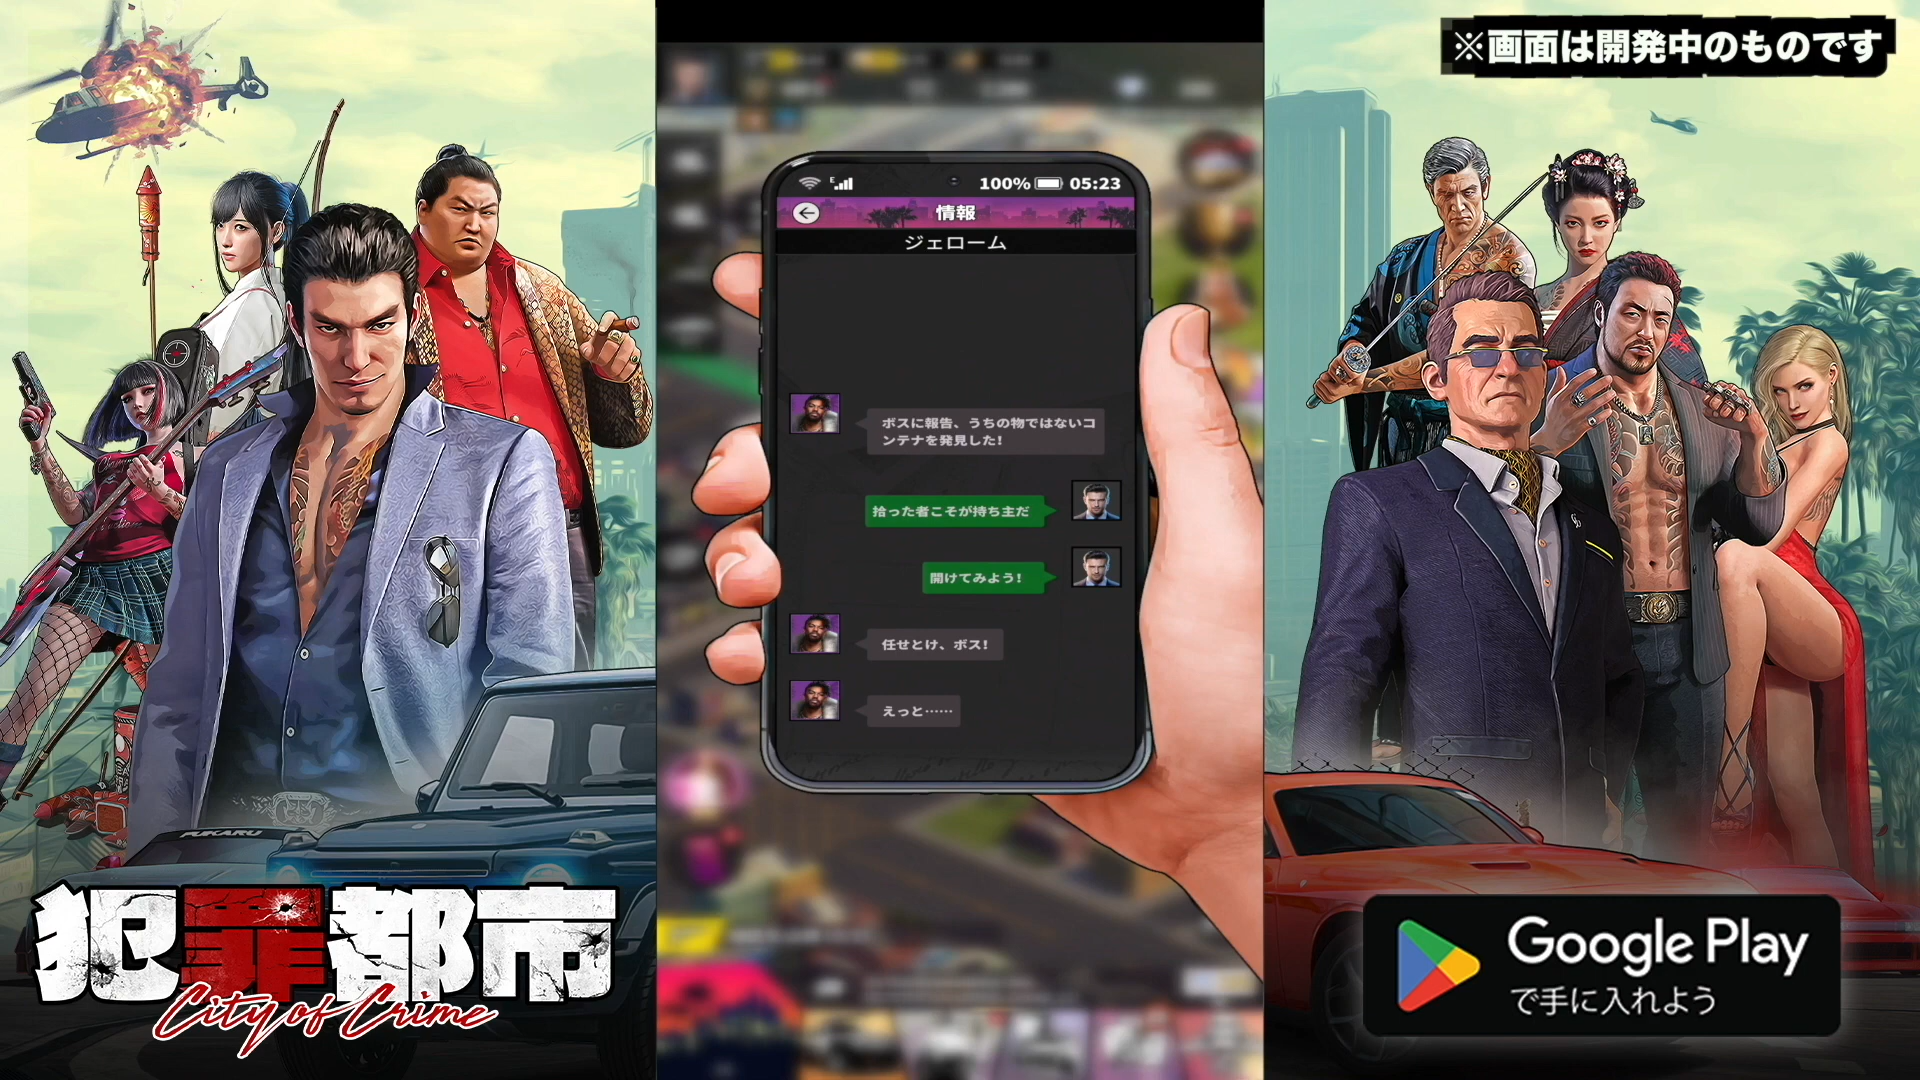 ※画面は開発中のものです
E
100% 05:23
情報
ジェローム
ボスに報告、うちの物ではないコ
ンテナを発見した!
拾った者こそが持ち主だ
開けてみよう!
任せとけ、ボス!
えっと……
FUKARU
犯罪都市
City of Crime
Google Play
で手に入れよう